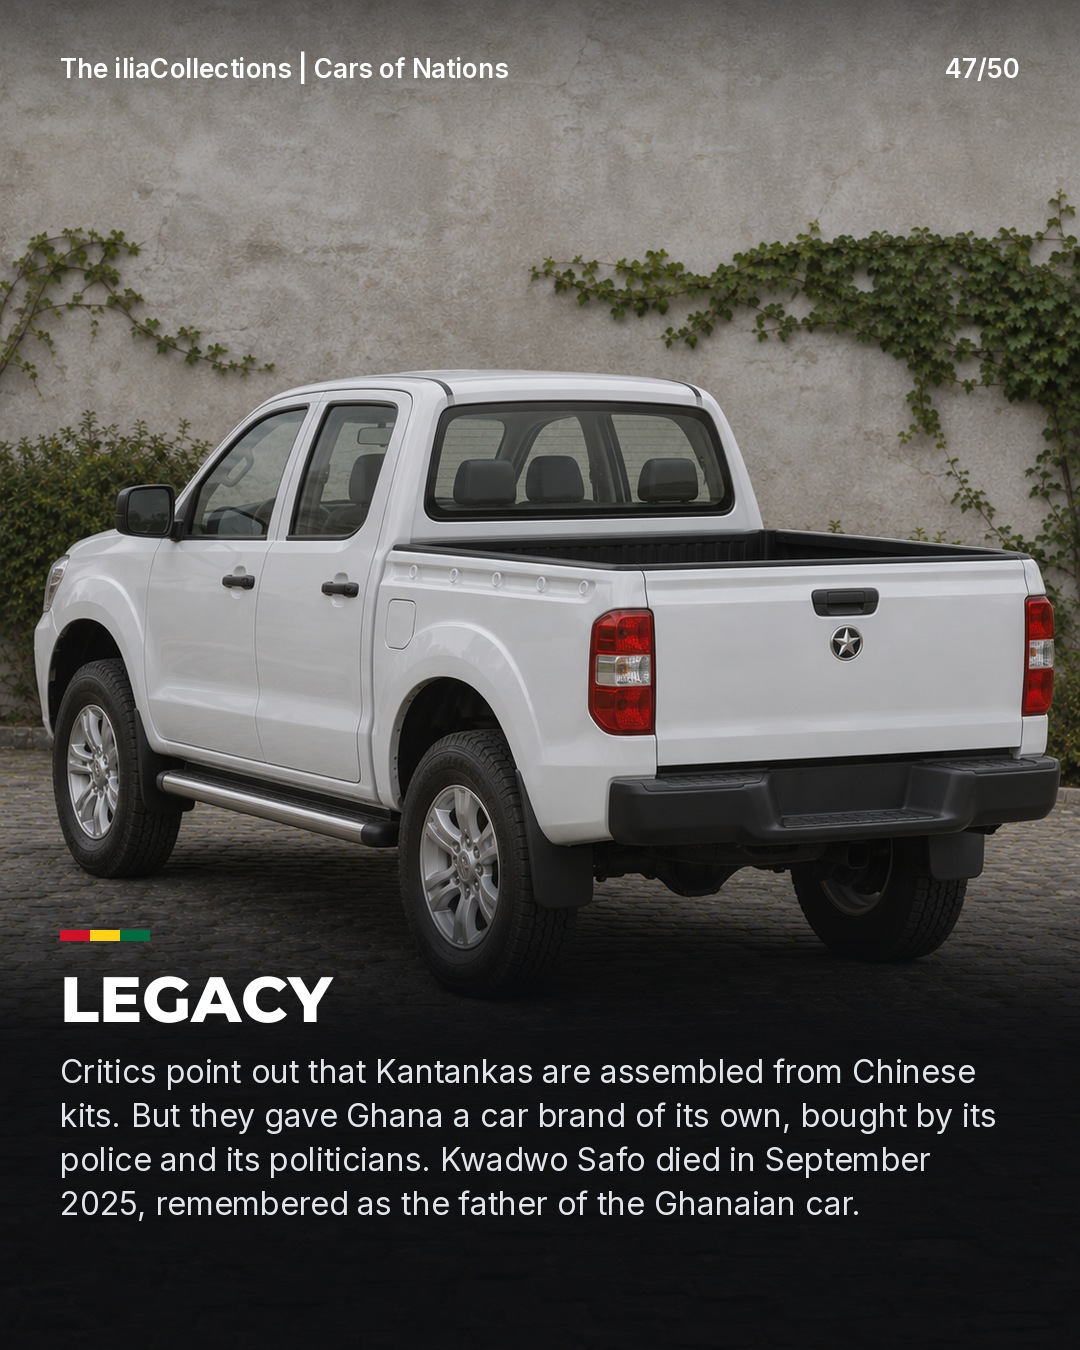 The iliaCollections | Cars of Nations
47/50
LEGACY
Critics point out that Kantankas are assembled from Chinese
kits. But they gave Ghana a car brand of its own, bought by its
police and its politicians. Kwadwo Safo died in September
2025, remembered as the father of the Ghanaian car.